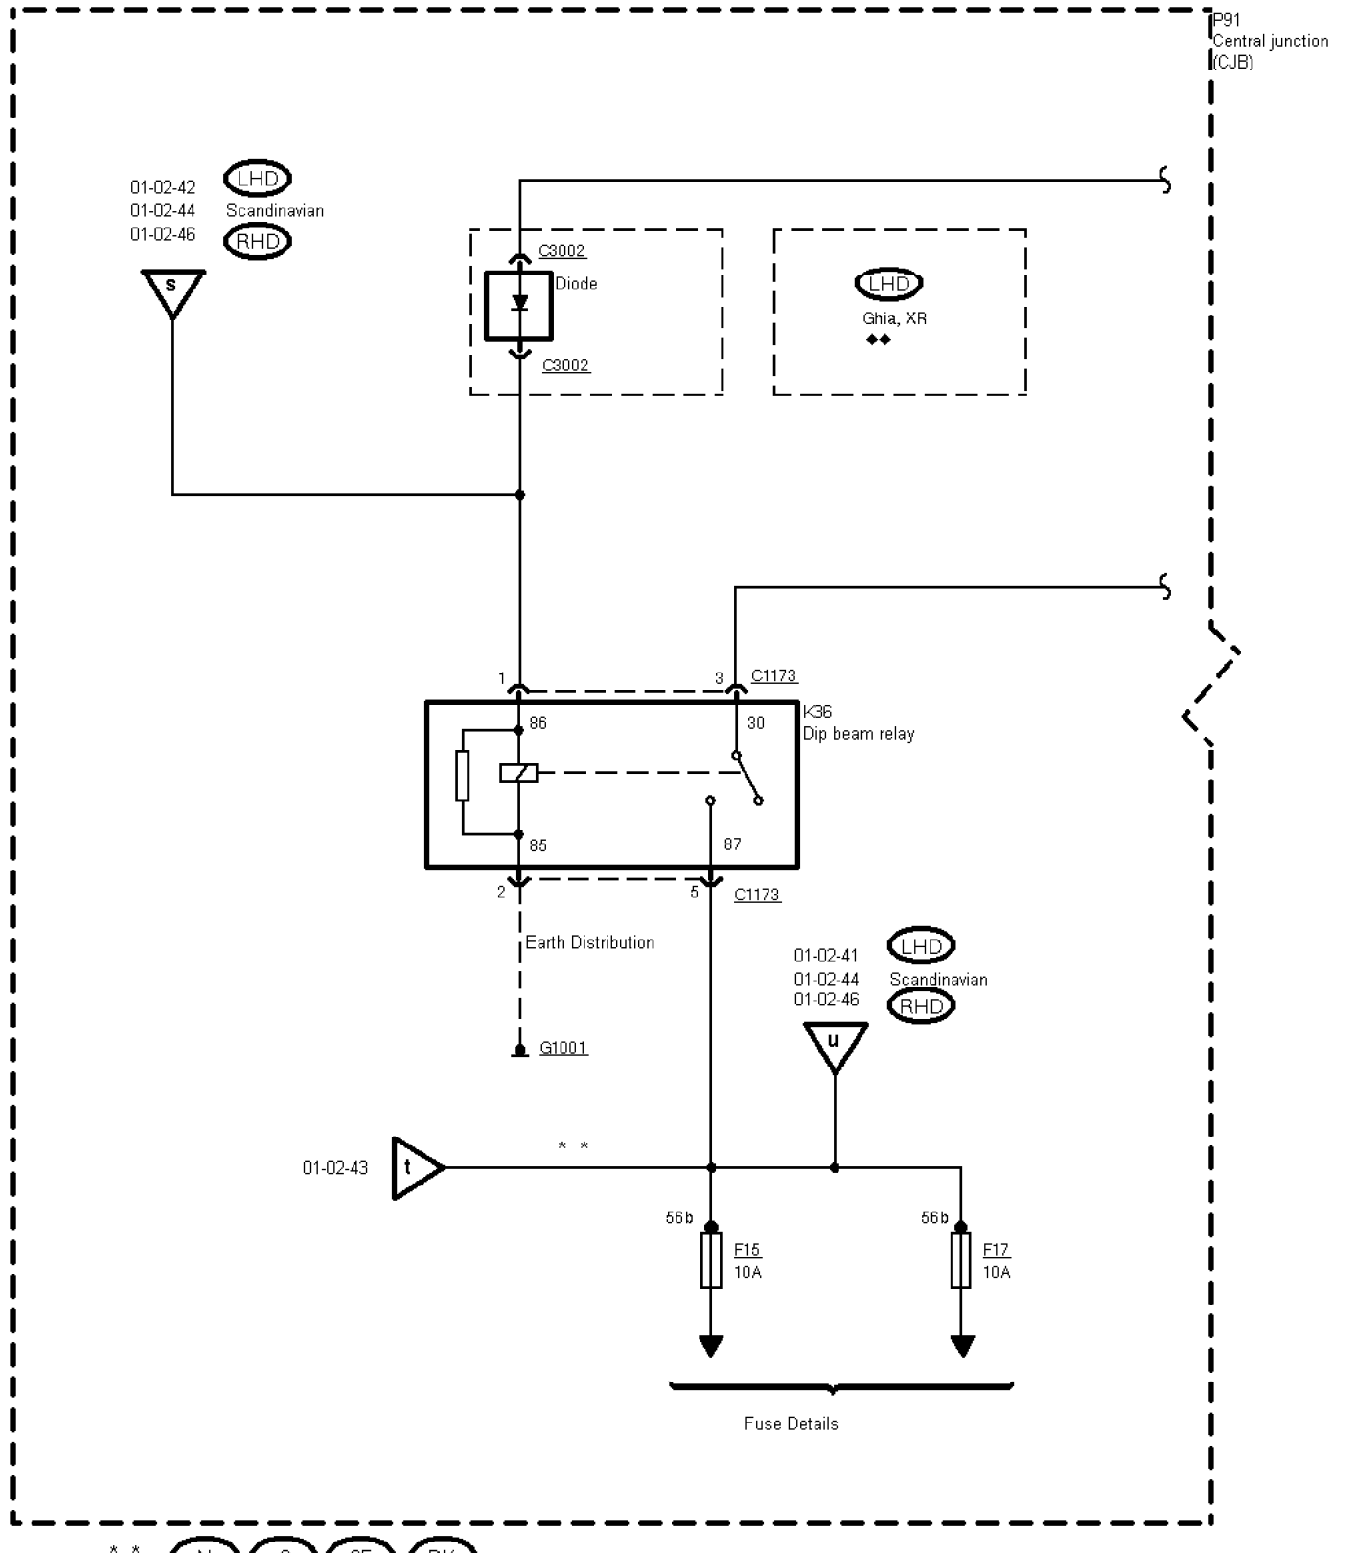 P91
Central junction
(CJB)
01-02-42 LHD
01-02-44 Scandinavian
01-02-46 RHD
s
C3002
Diode
C3002
LHD
Ghia, XR
1
3 C1173
K36
Dip beam relay
86
30
85
87
2
5 C1173
Earth Distribution
G1001
01-02-41 LHD
01-02-44 Scandinavian
01-02-46 RHD
u
* *
01-02-43 t
56b
56b
F15
10A
F17
10A
Fuse Details
* *